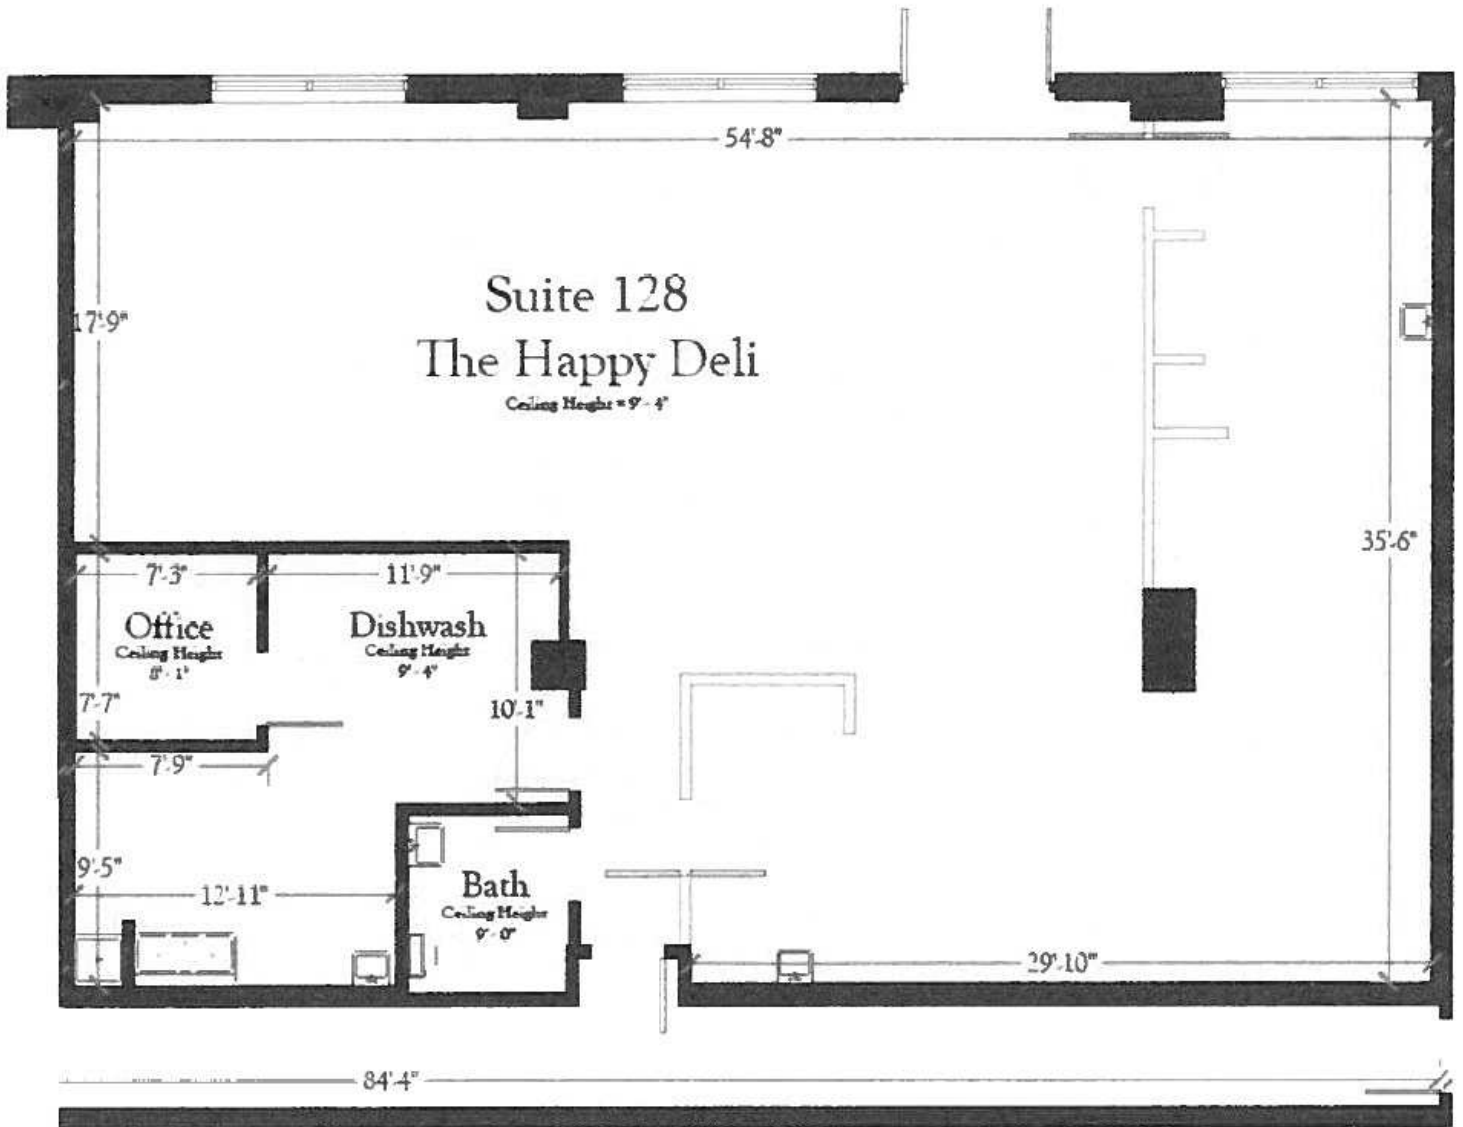 54'-8"
17'-9"
Suite 128
The Happy Deli
Ceiling Height = 9' - 4"
35'-6"
7'-3"
11'-9"
Office
Ceiling Height
8' - 1"
Dishwash
Ceiling Height
9' - 4"
7'-7"
10'-1"
7'-9"
9'-5"
12'-11"
Bath
Ceiling Height
9' - 0"
29'-10"
84'-4"